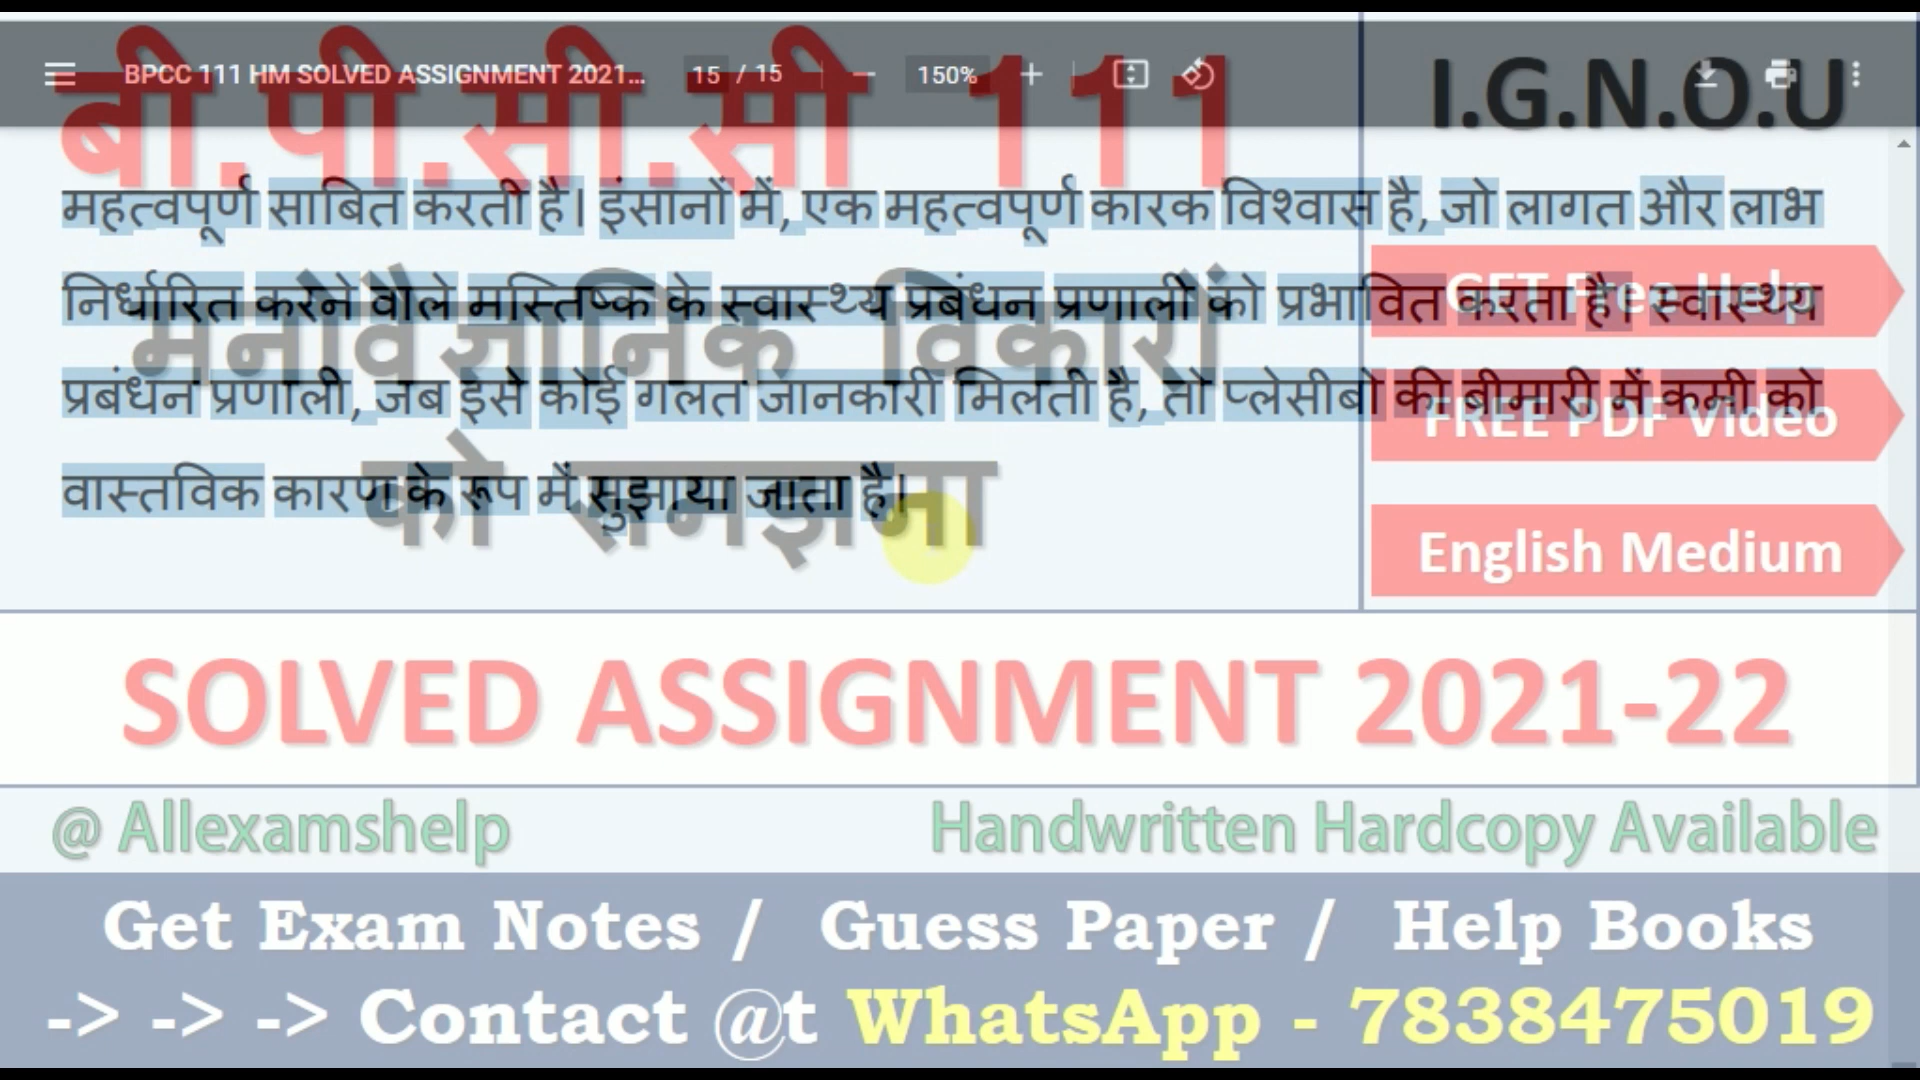 BPCC 111 HM SOLVED ASSIGNMENT 2021... 15 / 15 150%
बी.पी.सी.सी 111
I.G.N.O.U
महत्वपूर्ण साबित करती है। इंसानों में, एक महत्वपूर्ण कारक विश्वास है, जो लागत और लाभ
निर्धारित करने वाले मस्तिष्क के स्वास्थ्य प्रबंधन प्रणाली को प्रभावित करता है। स्वास्थ्य
प्रबंधन प्रणाली, जब इसे कोई गलत जानकारी मिलती है, तो प्लेसीबो की बीमारी में कमी को
वास्तविक कारण के रूप में सुझाया जाता है।
मनोवैज्ञानिक विकारों
को समझना
GET Free Help
FREE PDF Video
English Medium
SOLVED ASSIGNMENT 2021-22
@ Allexamshelp Handwritten Hardcopy Available
Get Exam Notes / Guess Paper / Help Books
-> -> -> Contact @t WhatsApp - 7838475019